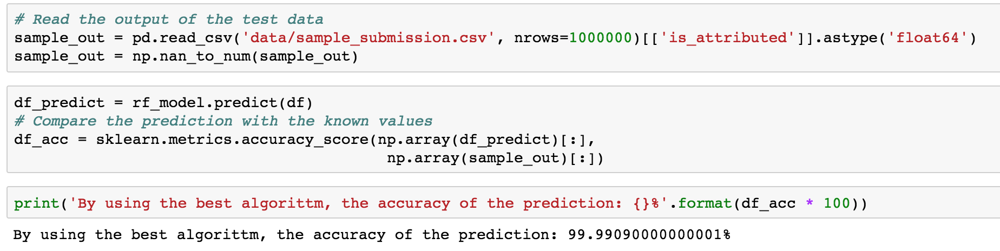 # Read the output of the test data
sample_out = pd.read_csv('data/sample_submission.csv', nrows=1000000)[['is_attributed']].astype('float64')
sample_out = np.nan_to_num(sample_out)
df_predict = rf_model.predict(df)
# Compare the prediction with the known values
df_acc = sklearn.metrics.accuracy_score(np.array(df_predict)[:],
np.array(sample_out)[:])
print('By using the best algorittm, the accuracy of the prediction: {}%'.format(df_acc * 100))
By using the best algorittm, the accuracy of the prediction: 99.99090000000001%